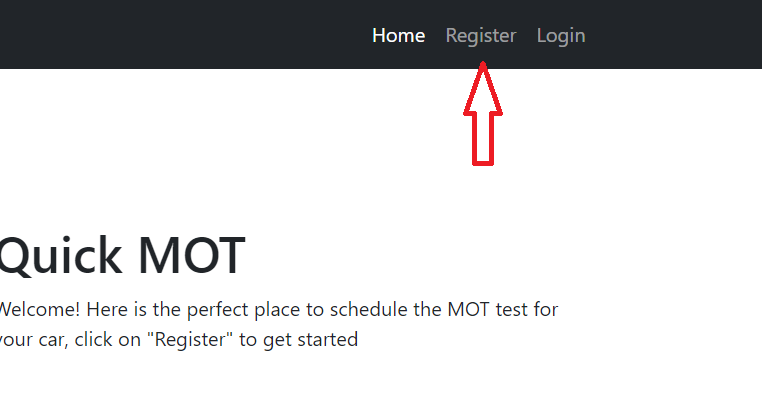 Home Register Login
Quick MOT
Welcome! Here is the perfect place to schedule the MOT test for
your car, click on "Register" to get started